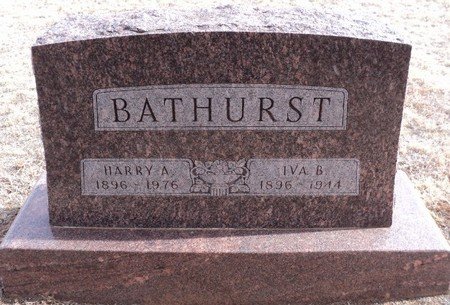 BATHURST
HARRY A. IVA B.
1896 - 1976 1896 - 1944